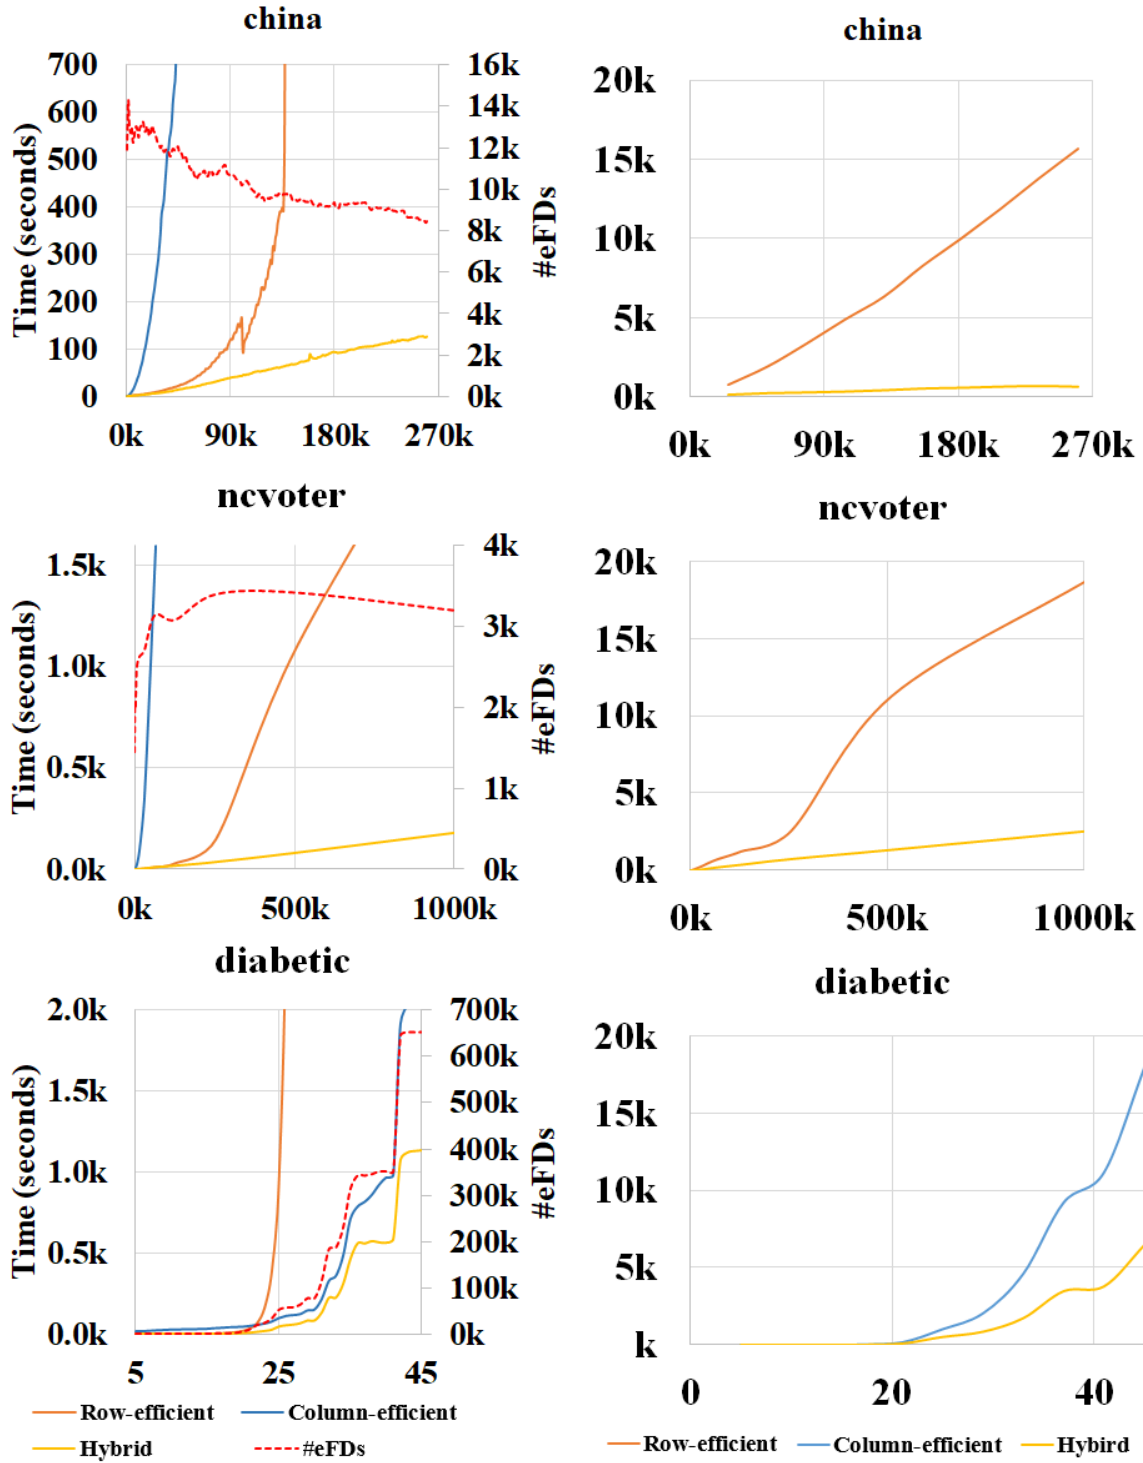 china
700
600
500
400
300
200
100
0
Time (seconds)
16k
14k
12k
10k
8k
6k
4k
2k
0k
#eFDs
0k 90k 180k 270k
china
20k
15k
10k
5k
0k
0k 90k 180k 270k
ncvoter
1.5k
1.0k
0.5k
0.0k
Time (seconds)
4k
3k
2k
1k
0k
#eFDs
0k 500k 1000k
ncvoter
20k
15k
10k
5k
0k
0k 500k 1000k
diabetic
2.0k
1.5k
1.0k
0.5k
0.0k
Time (seconds)
700k
600k
500k
400k
300k
200k
100k
0k
#eFDs
5 25 45
Row-efficient Column-efficient
Hybrid #eFDs
diabetic
20k
15k
10k
5k
k
0 20 40
Row-efficient Column-efficient Hybird